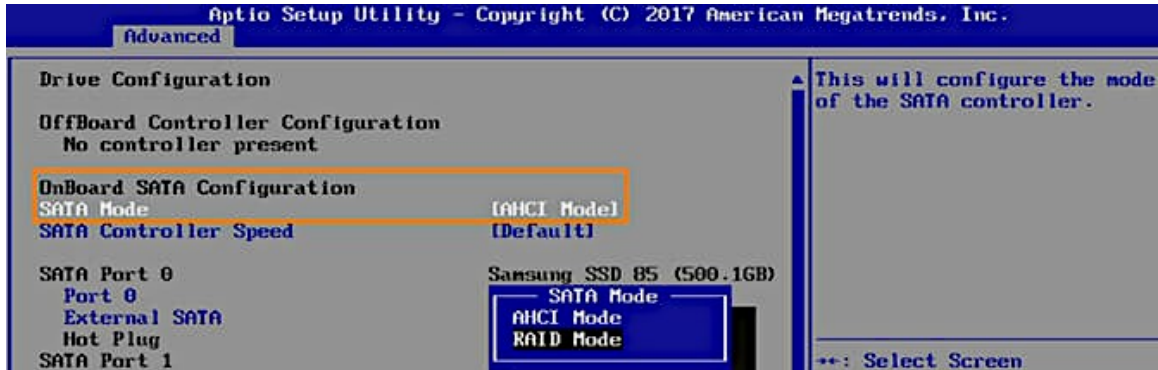 Aptio Setup Utility - Copyright (C) 2017 American Megatrends, Inc.
Advanced
Drive Configuration
OffBoard Controller Configuration
No controller present
OnBoard SATA Configuration
SATA Mode [AHCI Mode]
SATA Controller Speed [Default]
SATA Port 0 Samsung SSD 85 (500.1GB)
Port 0
External SATA
Hot Plug
SATA Port 1
SATA Mode
AHCI Mode
RAID Mode
This will configure the mode
of the SATA controller.
→←: Select Screen